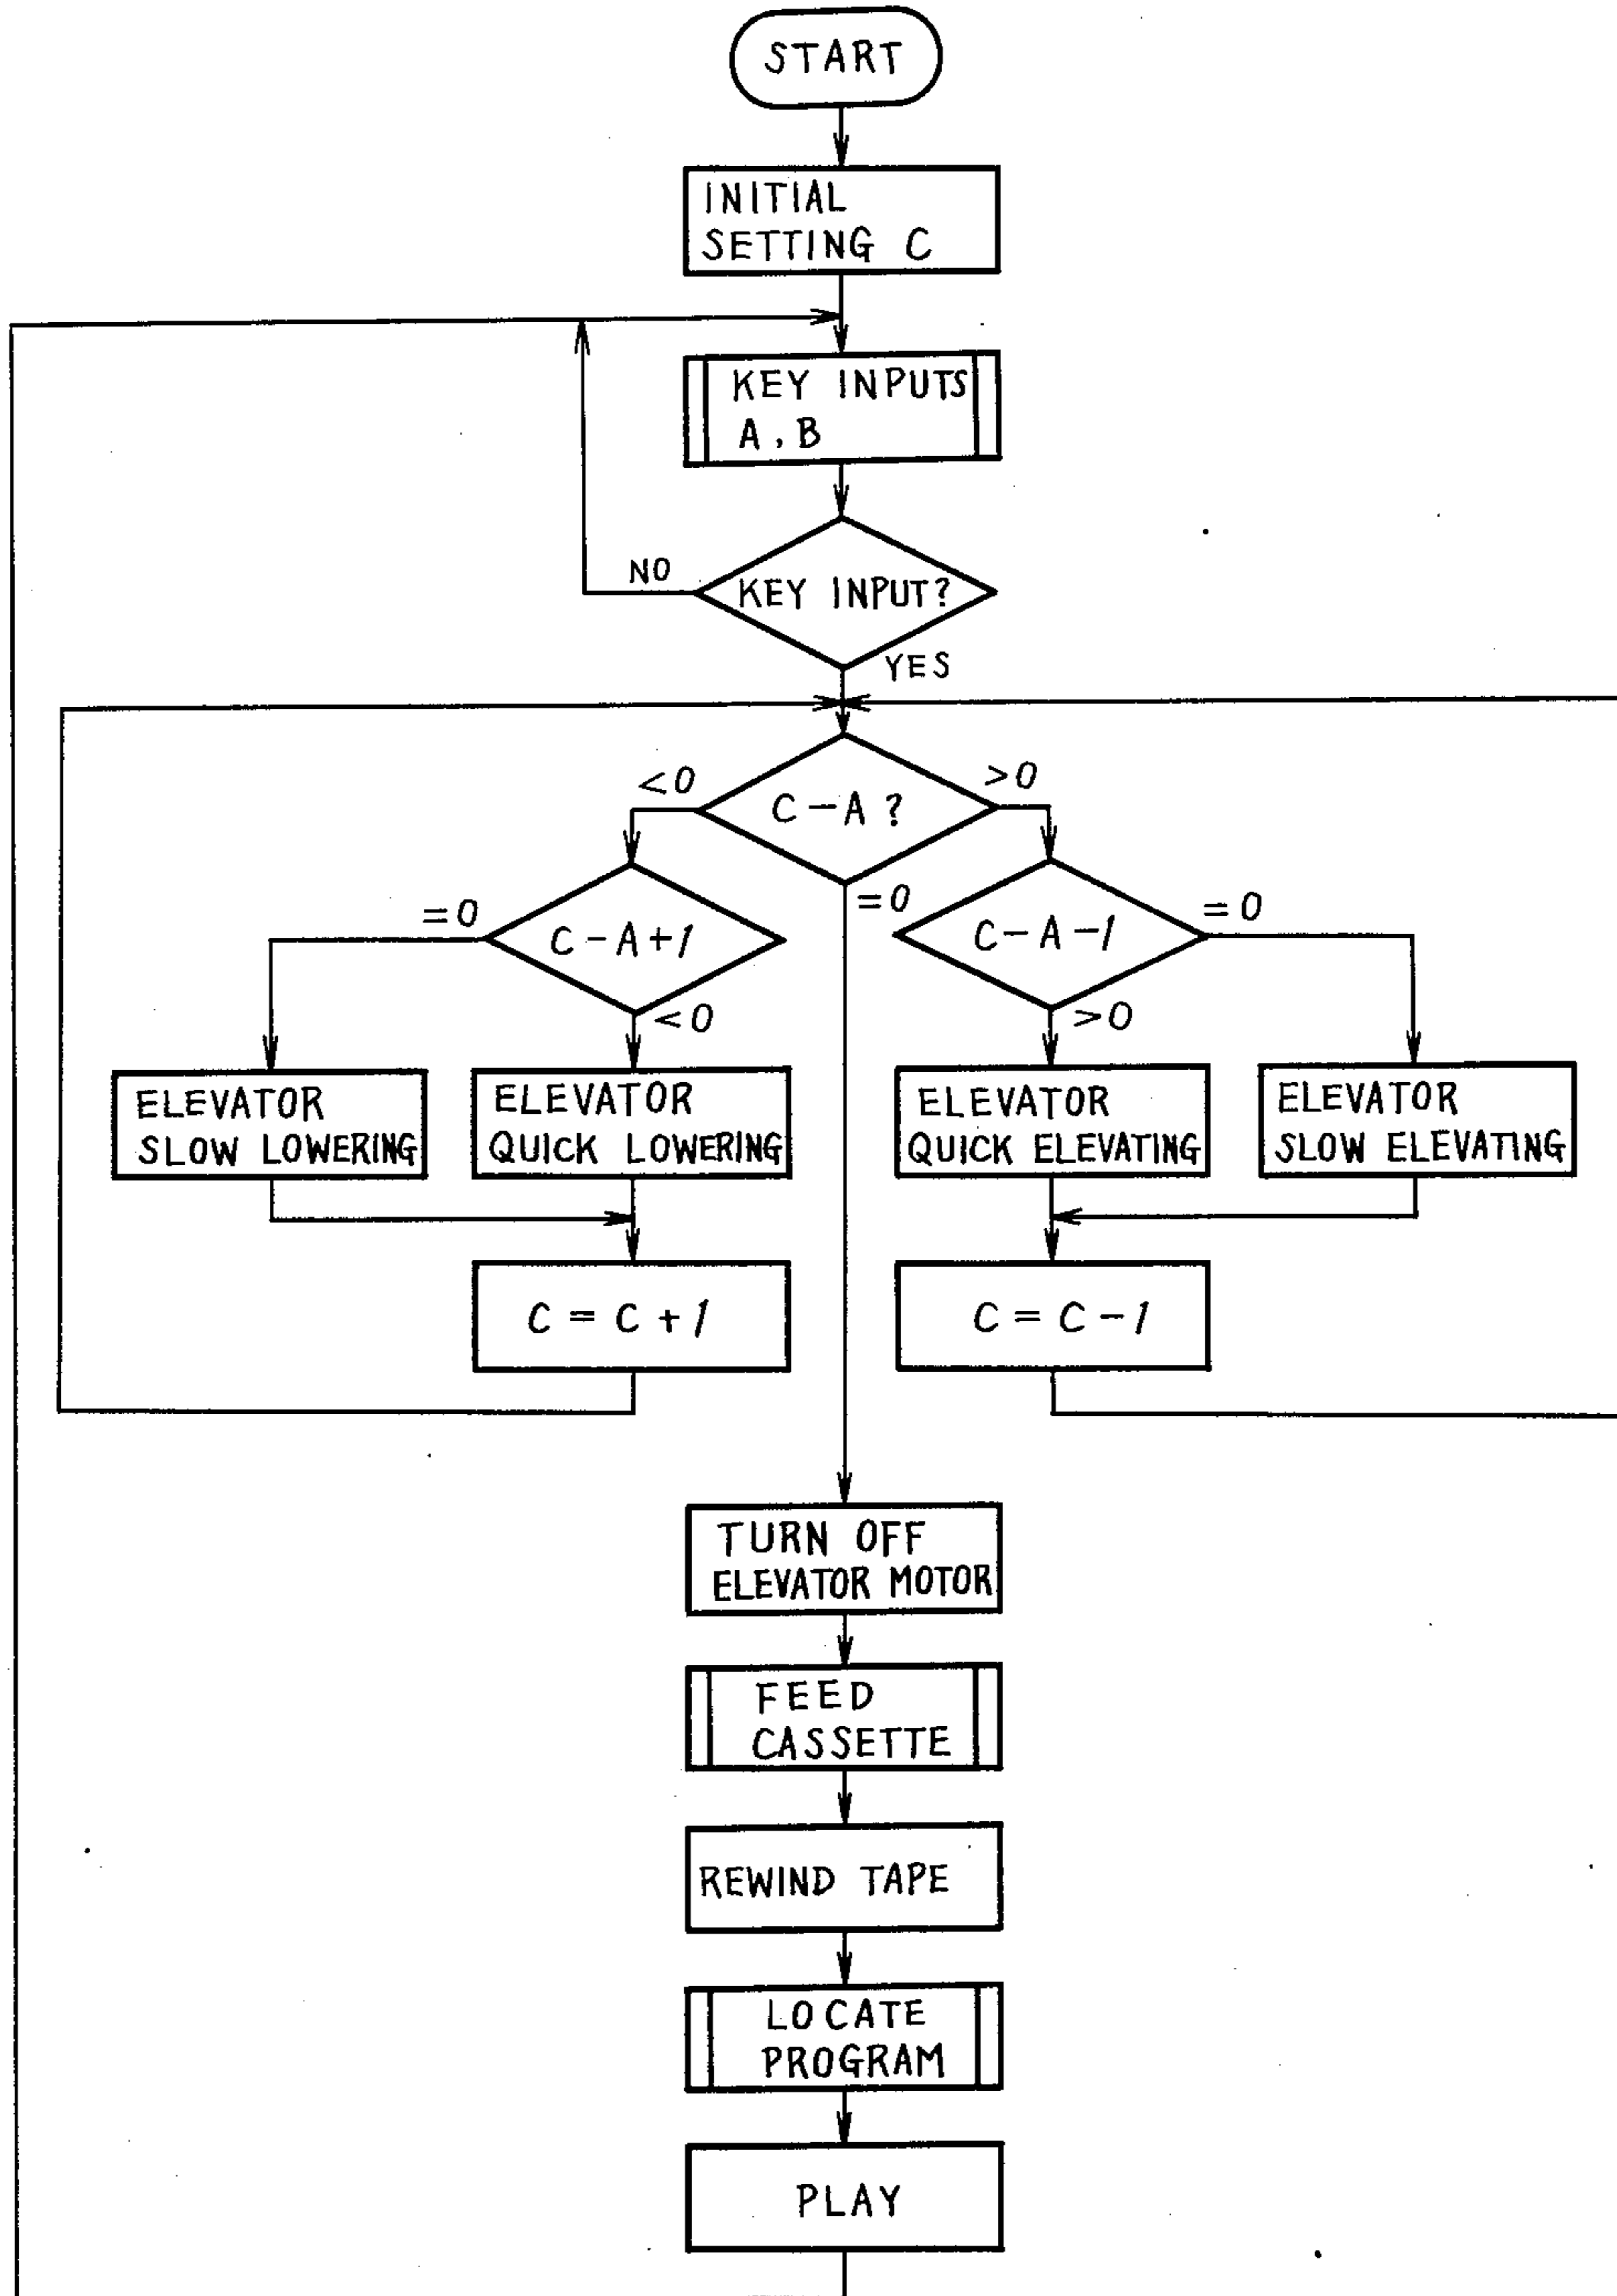 START
INITIAL
SETTING C
KEY INPUTS
A, B
NO
KEY INPUT?
YES
<0
C-A?
>0
=0
C-A+1
<0
=0
C-A-1
=0
>0
ELEVATOR
SLOW LOWERING
ELEVATOR
QUICK LOWERING
ELEVATOR
QUICK ELEVATING
ELEVATOR
SLOW ELEVATING
C = C + 1
C = C - 1
TURN OFF
ELEVATOR MOTOR
FEED
CASSETTE
REWIND TAPE
LOCATE
PROGRAM
PLAY